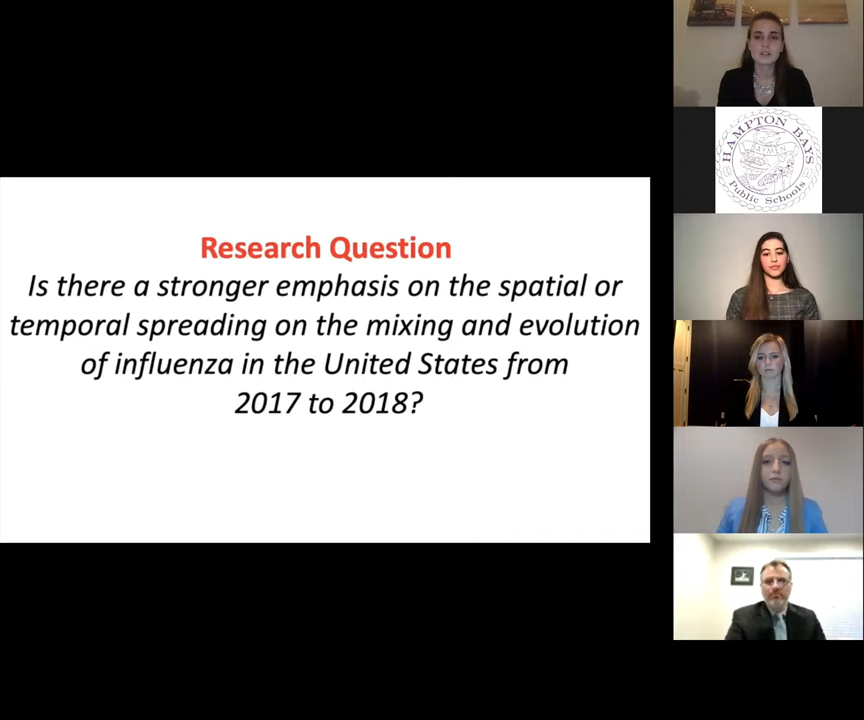 Research Question
Is there a stronger emphasis on the spatial or
temporal spreading on the mixing and evolution
of influenza in the United States from
2017 to 2018?
HAMPTON BAYS
BAYMEN
Public Schools